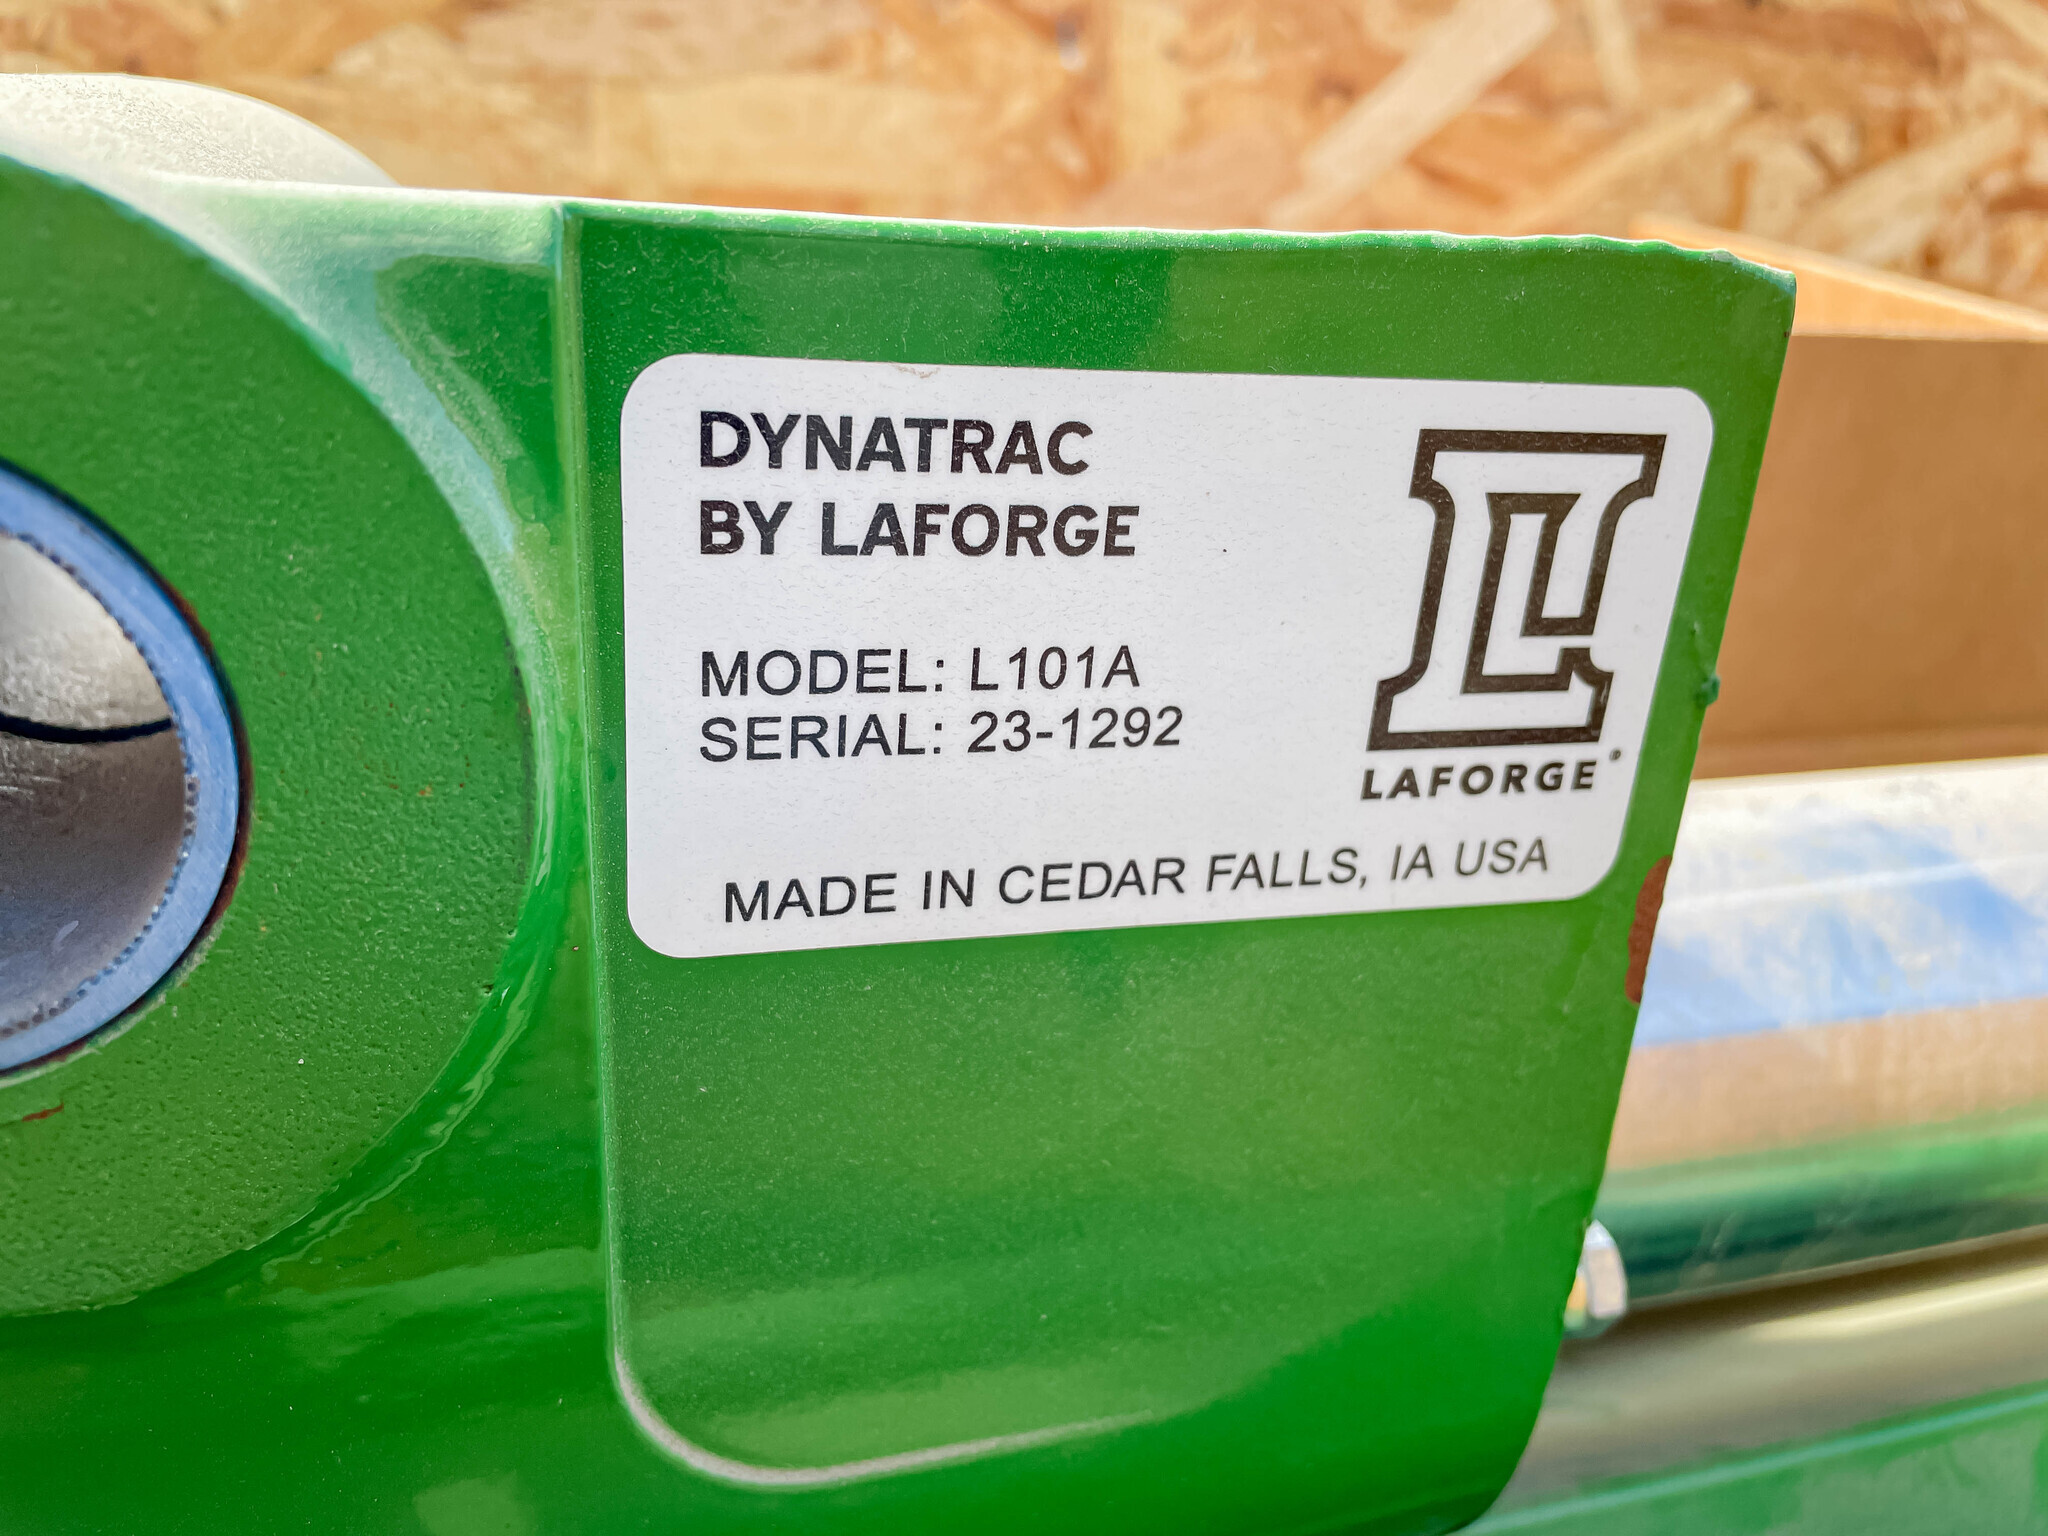 DYNATRAC
BY LAFORGE
MODEL: L101A
SERIAL: 23-1292
L
LAFORGE®
MADE IN CEDAR FALLS, IA USA